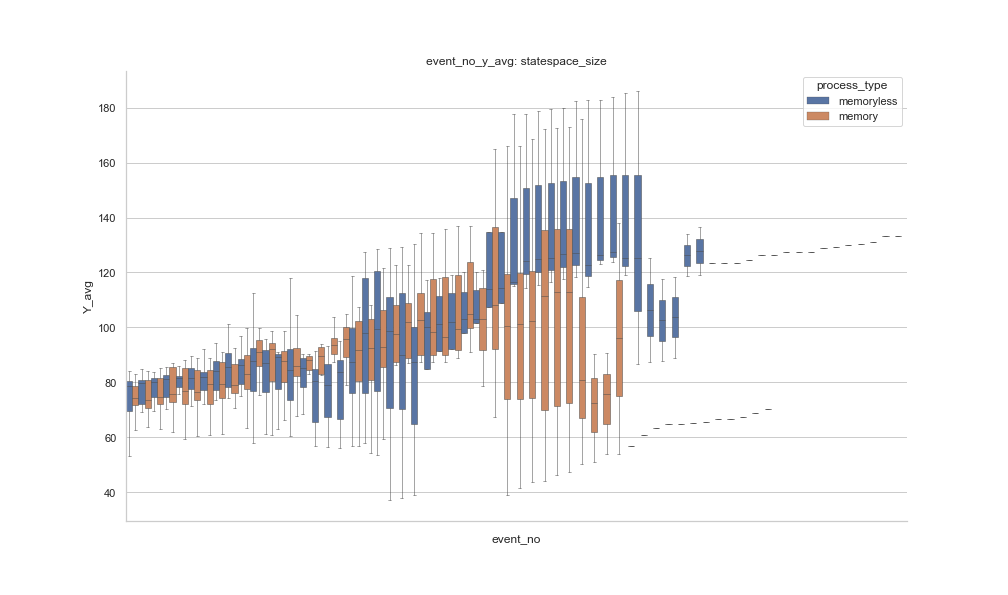 event_no_y_avg: statespace_size
process_type
memoryless
memory
180
160
140
120
100
80
60
40
Y_avg
event_no